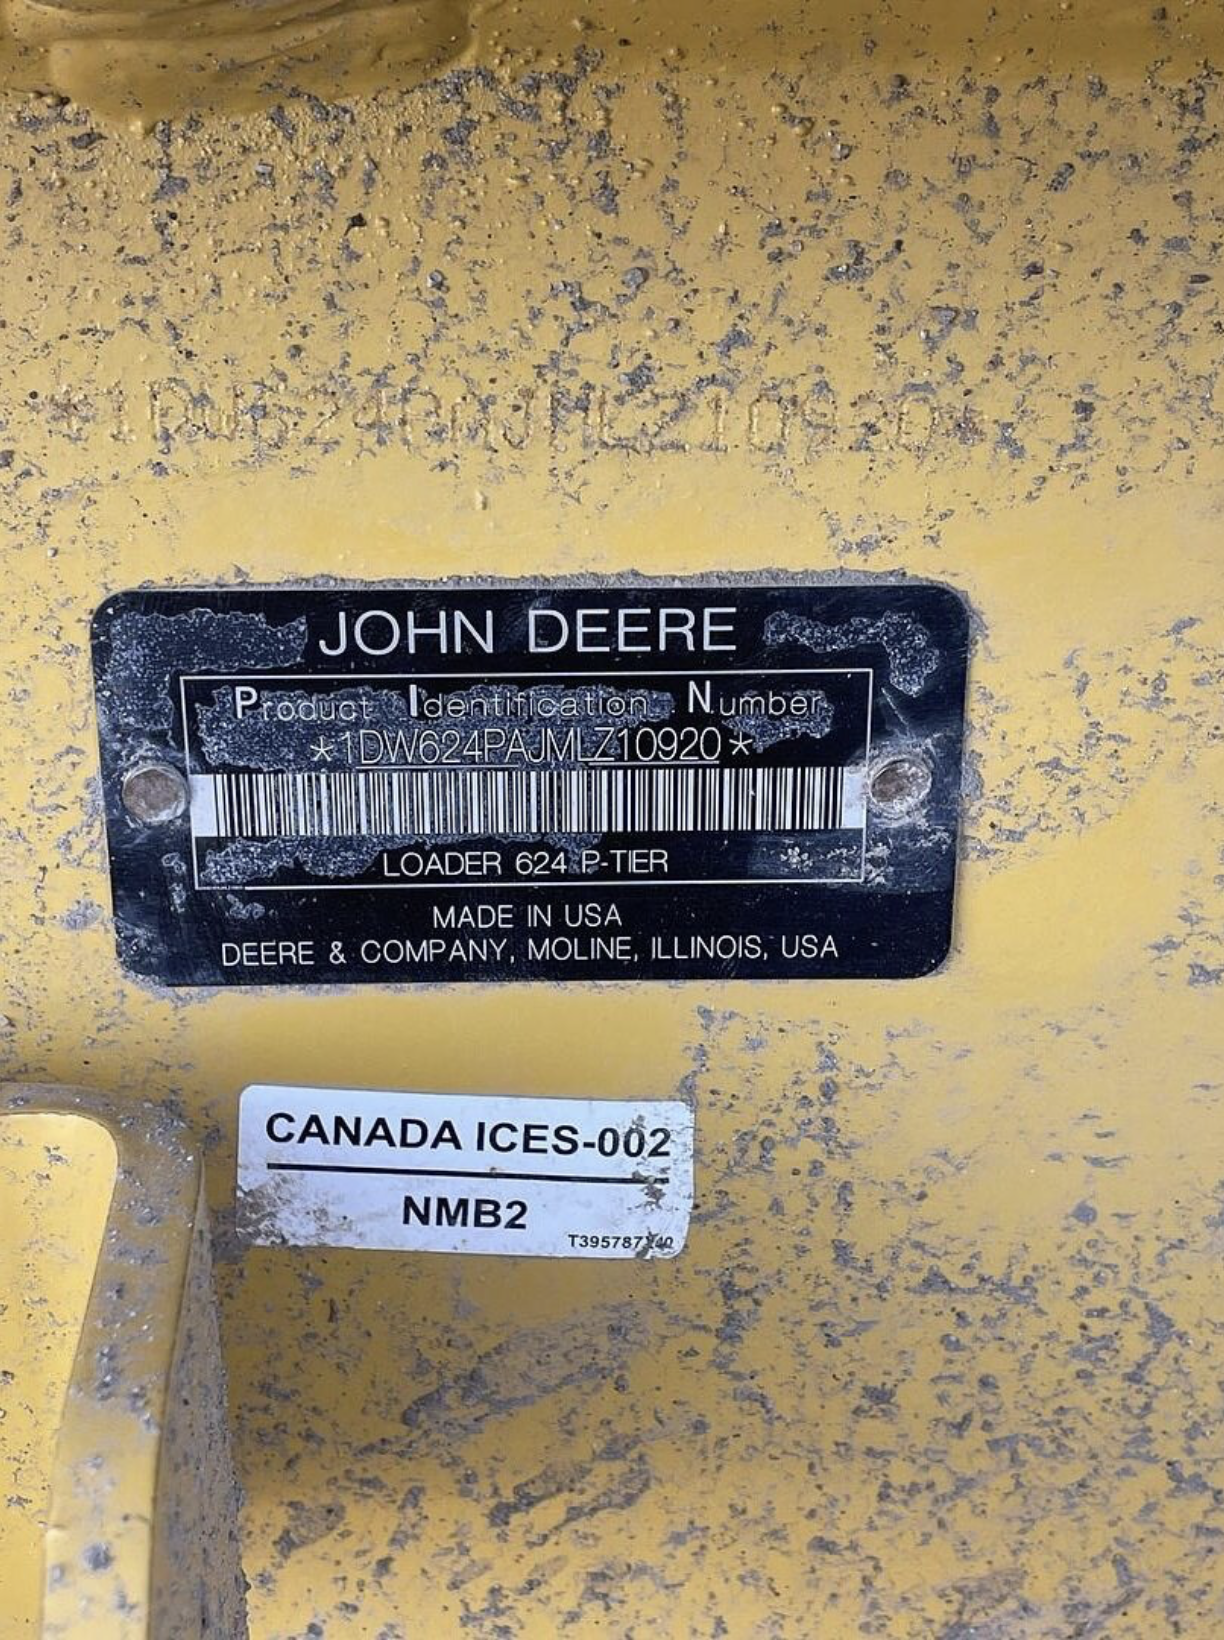 *1DW624PAJMLZ10920*
JOHN DEERE
Product Identification Number
*1DW624PAJMLZ10920*
LOADER 624 P-TIER
MADE IN USA
DEERE & COMPANY, MOLINE, ILLINOIS, USA
CANADA ICES-002
NMB2